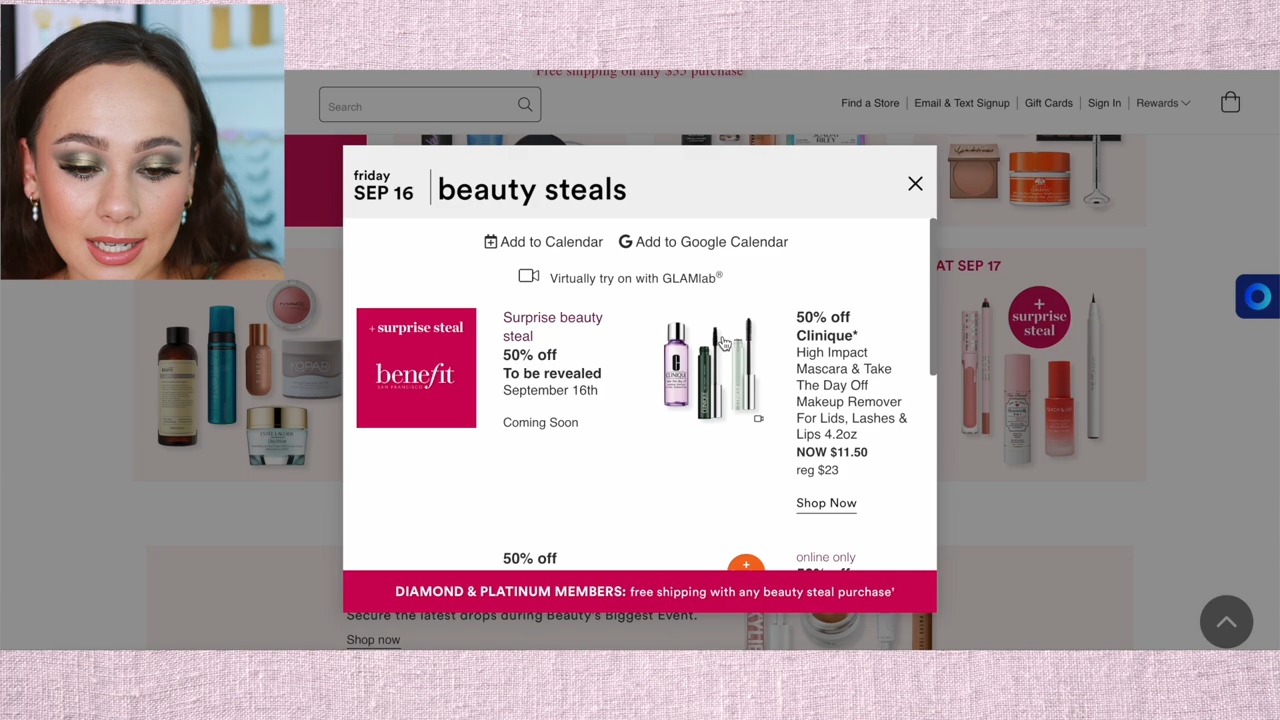 Free shipping on any $35 purchase
Search
Find a Store | Email & Text Signup | Gift Cards | Sign In | Rewards
friday
SEP 16
beauty steals
Add to Calendar
Add to Google Calendar
Virtually try on with GLAMlab®
+ surprise steal
benefit
SAN FRANCISCO
Surprise beauty
steal
50% off
To be revealed
September 16th
Coming Soon
CLINIQUE
50% off
Clinique*
High Impact
Mascara & Take
The Day Off
Makeup Remover
For Lids, Lashes &
Lips 4.2oz
NOW $11.50
reg $23
Shop Now
50% off
+
online only
DIAMOND & PLATINUM MEMBERS: free shipping with any beauty steal purchase†
AT SEP 17
+
surprise
steal
KOPARI
ESTEE LAUDER
Secure the latest drops during Beauty's Biggest Event.
Shop now